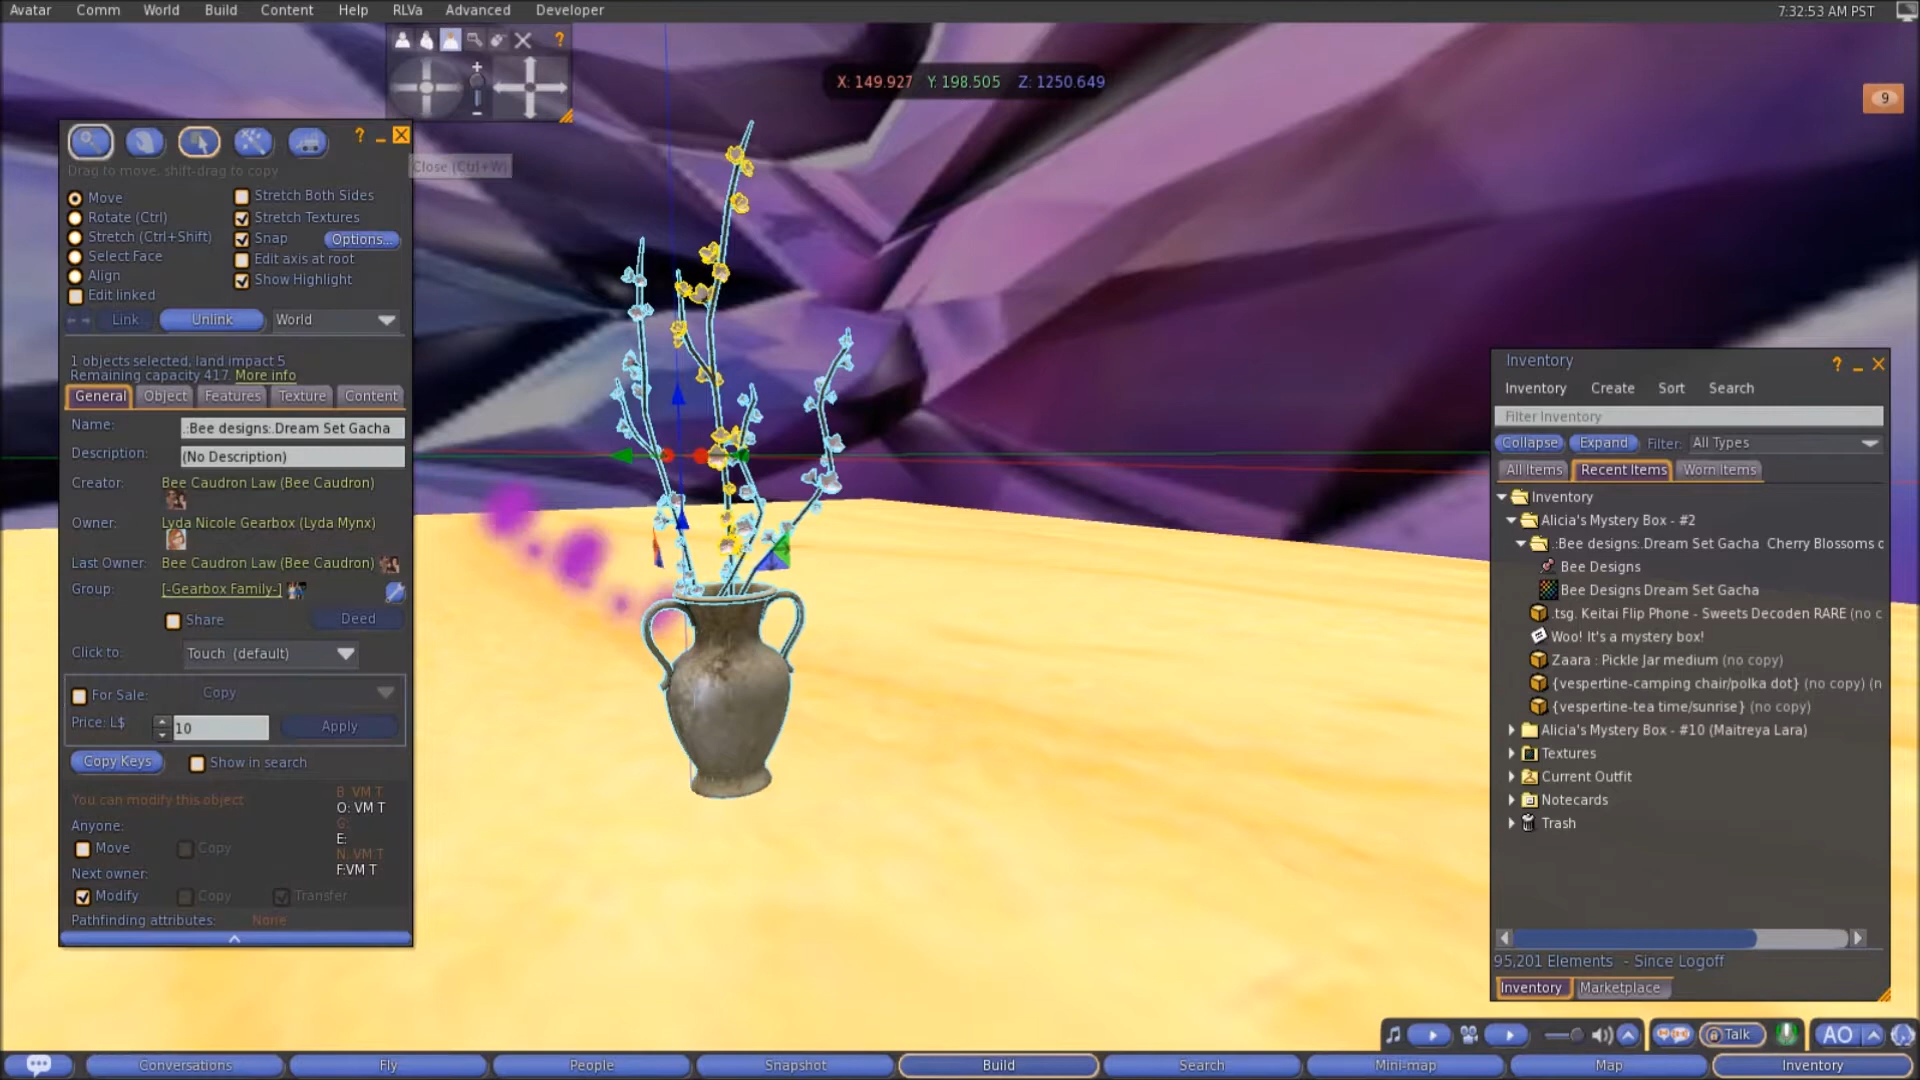 Avatar Comm World Build Content Help RLVa Advanced Developer
7:32:53 AM PST
X: 149.927 Y: 198.505 Z: 1250.649
9
?
? _ X
Close (Ctrl+W)
Drag to move, shift-drag to copy
Move
Rotate (Ctrl)
Stretch (Ctrl+Shift)
Select Face
Align
Edit linked
Stretch Both Sides
Stretch Textures
Snap Options...
Edit axis at root
Show Highlight
Link Unlink World
1 objects selected, land impact 5
Remaining capacity 417. More info
General Object Features Texture Content
Name: .:Bee designs:.Dream Set Gacha
Description: (No Description)
Creator: Bee Caudron Law (Bee Caudron)
Owner: Lyda Nicole Gearbox (Lyda Mynx)
Last Owner: Bee Caudron Law (Bee Caudron)
Group: [-Gearbox Family-]
Share Deed
Click to: Touch (default)
For Sale: Copy
Price: L$ 10 Apply
Copy Keys Show in search
You can modify this object
B: VM T
O: VM T
G:
E:
N: VM T
F:VM T
Anyone:
Move Copy
Next owner:
Modify Copy Transfer
Pathfinding attributes: None
Inventory
Inventory Create Sort Search
Filter Inventory
Collapse Expand Filter: All Types
All Items Recent Items Worn Items
Inventory
Alicia's Mystery Box - #2
.:Bee designs:.Dream Set Gacha Cherry Blossoms c
Bee Designs
Bee Designs Dream Set Gacha
.tsg. Keitai Flip Phone - Sweets Decoden RARE (no c
Woo! It's a mystery box!
Zaara : Pickle Jar medium (no copy)
{vespertine-camping chair/polka dot} (no copy) (n
{vespertine-tea time/sunrise} (no copy)
Alicia's Mystery Box - #10 (Maitreya Lara)
Textures
Current Outfit
Notecards
Trash
95,201 Elements - Since Logoff
Inventory Marketplace
Talk AO
Conversations Fly People Snapshot Build Search Mini-map Map Inventory